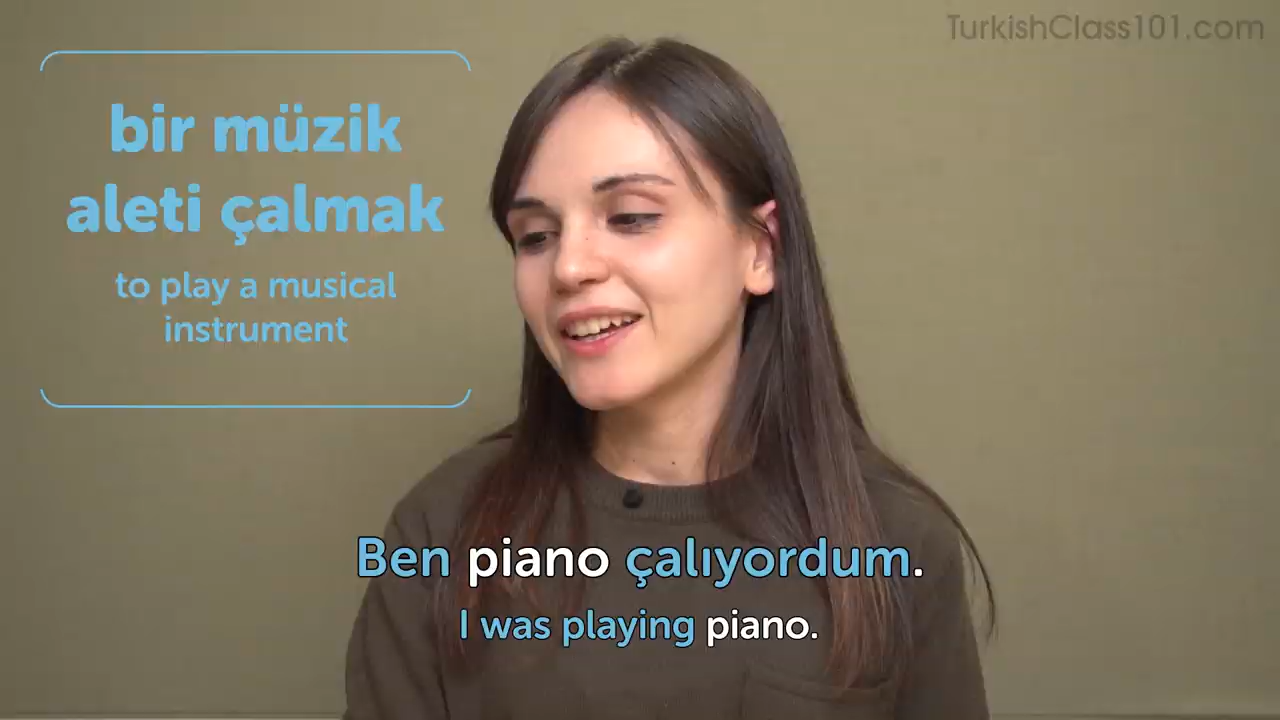 TurkishClass101.com
bir müzik
aleti çalmak
to play a musical
instrument
Ben piano çalıyordum.
I was playing piano.